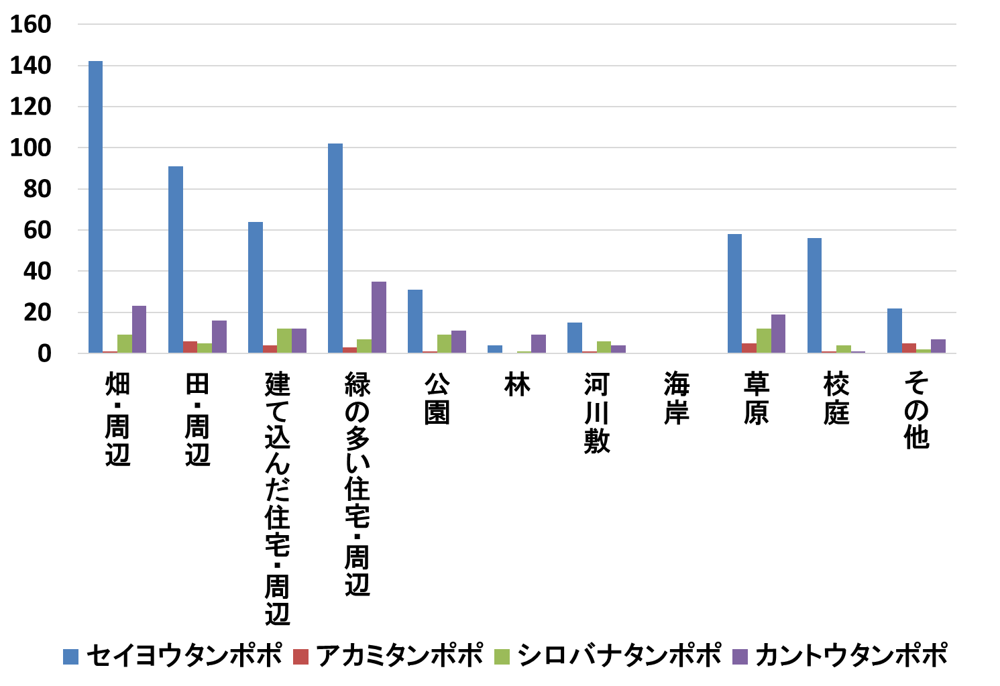 160
140
120
100
80
60
40
20
0
畑・周辺
田・周辺
建て込んだ住宅・周辺
緑の多い住宅・周辺
公園
林
河川敷
海岸
草原
校庭
その他
セイヨウタンポポ
アカミタンポポ
シロバナタンポポ
カントウタンポポ